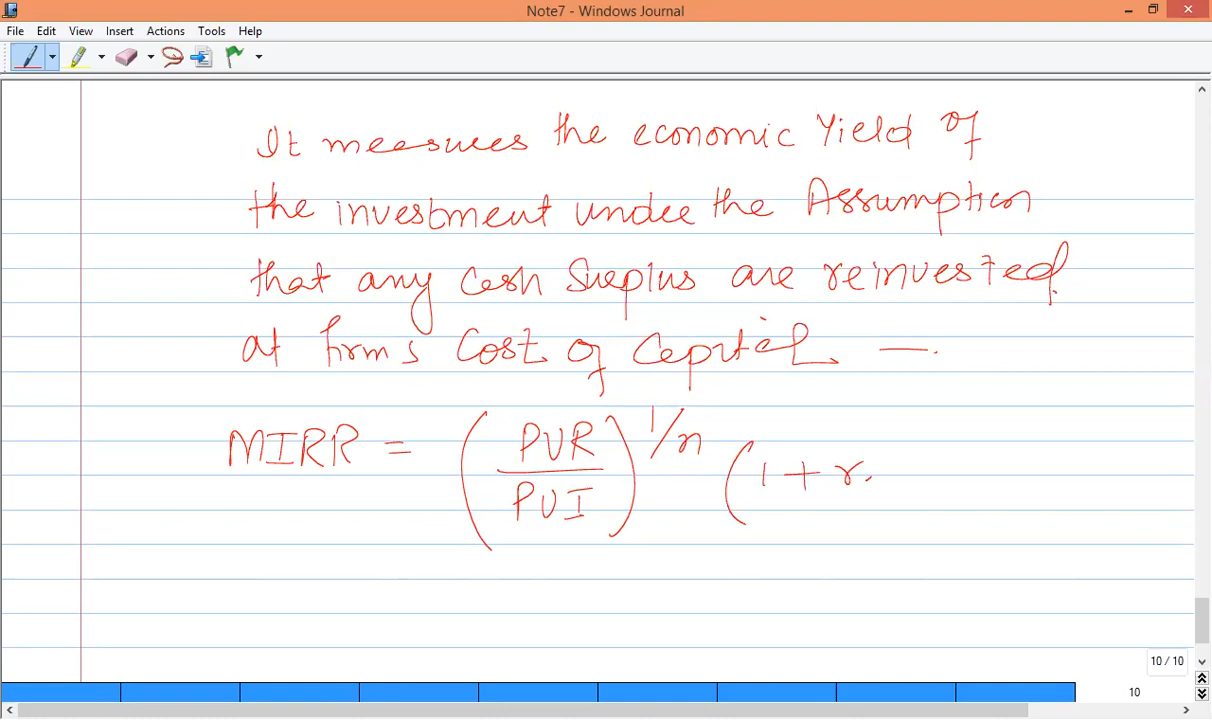 Note7 - Windows Journal
File Edit View Insert Actions Tools Help
It measures the economic Yield of
the investment under the Assumption
that any cash Surplus are reinvested
at firms Cost of Capital —.
MIRR = (PVR/PVI)^1/n (1 + r.
10 / 10
10